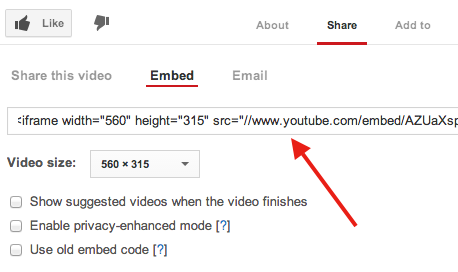 Like About Share Add to
Share this video Embed Email
<iframe width="560" height="315" src="//www.youtube.com/embed/AZUaXsp
Video size: 560 × 315
Show suggested videos when the video finishes
Enable privacy-enhanced mode [?]
Use old embed code [?]